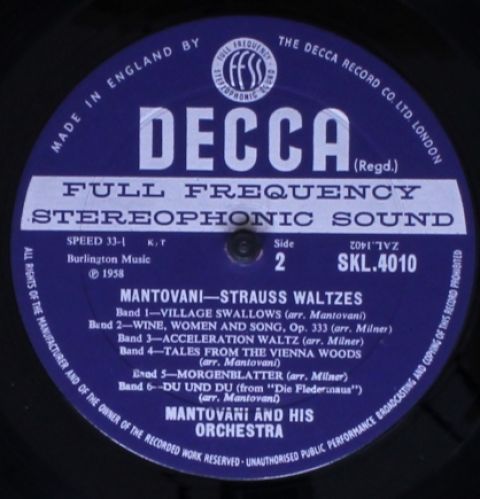 MADE IN ENGLAND BY
THE DECCA RECORD CO. LTD. LONDON
FULL FREQUENCY
FFSS
STEREOPHONIC SOUND
DECCA
(Regd.)
FULL FREQUENCY
STEREOPHONIC SOUND
SPEED 33⅓ K.T Side ZAL.1402
Burlington Music 2 SKL.4010
℗ 1958
MANTOVANI—STRAUSS WALTZES
Band 1—VILLAGE SWALLOWS (arr. Mantovani)
Band 2—WINE, WOMEN AND SONG, Op. 333 (arr. Milner)
Band 3—ACCELERATION WALTZ (arr. Milner)
Band 4—TALES FROM THE VIENNA WOODS
(arr. Mantovani)
Band 5—MORGENBLATTER (arr. Milner)
Band 6—DU UND DU (from "Die Fledermaus")
(arr. Mantovani)
MANTOVANI AND HIS
ORCHESTRA
ALL RIGHTS OF THE MANUFACTURER AND OF THE OWNER OF THE RECORDED WORK RESERVED · UNAUTHORISED PUBLIC PERFORMANCE BROADCASTING AND COPYING OF THIS RECORD PROHIBITED